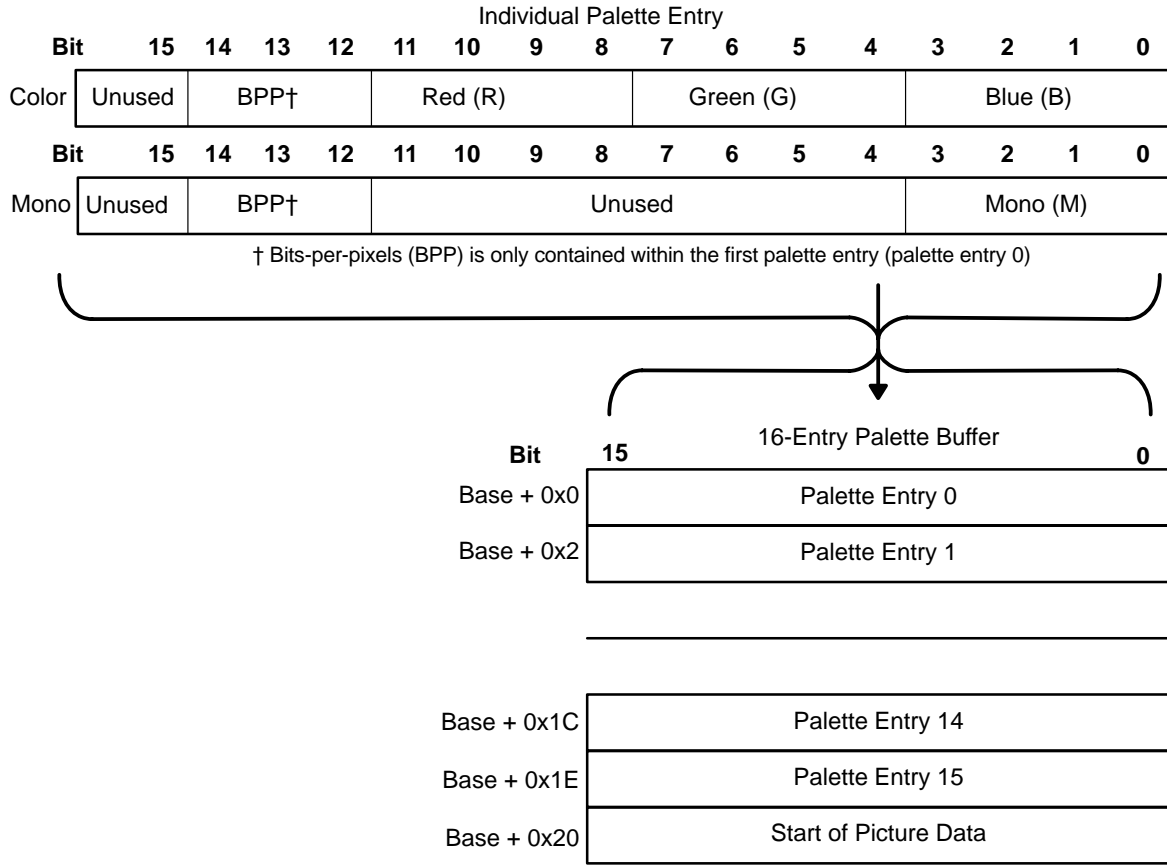 Individual Palette Entry
Bit 15 14 13 12 11 10 9 8 7 6 5 4 3 2 1 0
Color Unused BPP† Red (R) Green (G) Blue (B)
Bit 15 14 13 12 11 10 9 8 7 6 5 4 3 2 1 0
Mono Unused BPP† Unused Mono (M)
† Bits-per-pixels (BPP) is only contained within the first palette entry (palette entry 0)
16-Entry Palette Buffer
Bit 15 0
Base + 0x0 Palette Entry 0
Base + 0x2 Palette Entry 1
Base + 0x1C Palette Entry 14
Base + 0x1E Palette Entry 15
Base + 0x20 Start of Picture Data